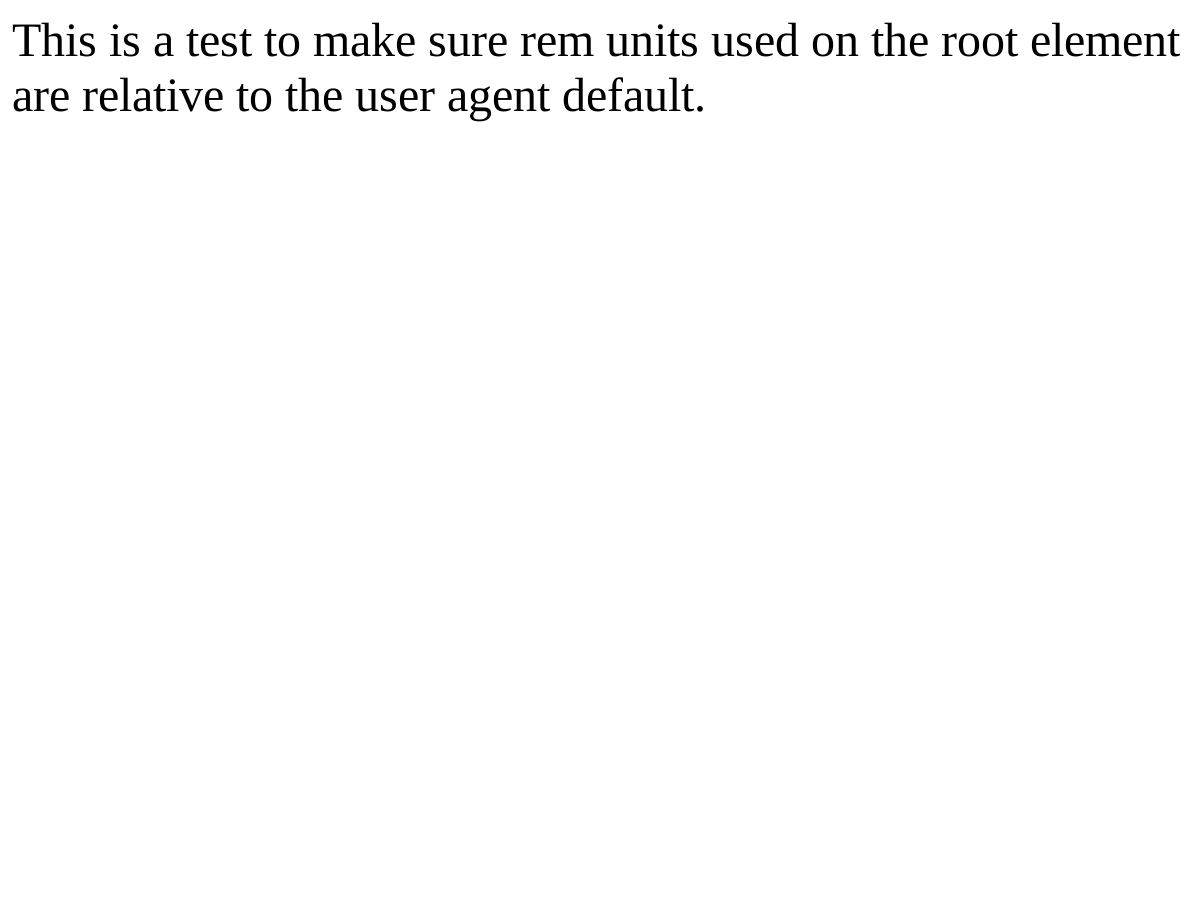 This is a test to make sure rem units used on the root element
are relative to the user agent default.